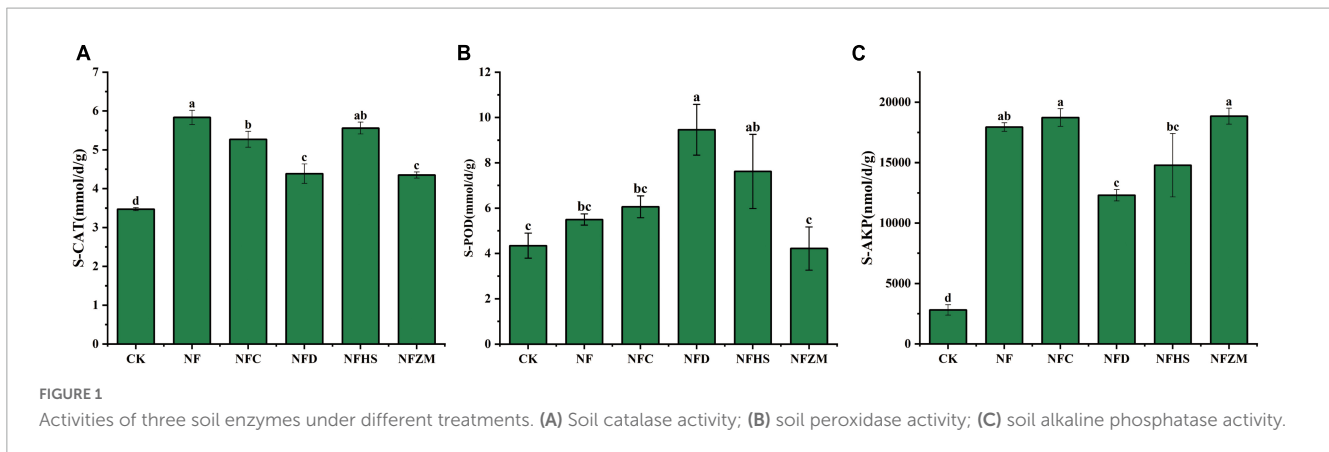 A
B
C
7
6
5
4
3
2
1
0
S-CAT(mmol/d/g)
d
a
b
c
ab
c
CK NF NFC NFD NFHS NFZM
12
10
8
6
4
2
0
S-POD(mmol/d/g)
c
bc
bc
a
ab
c
CK NF NFC NFD NFHS NFZM
20000
15000
10000
5000
0
S-AKP(nmol/d/g)
d
ab
a
c
bc
a
CK NF NFC NFD NFHS NFZM
FIGURE 1
Activities of three soil enzymes under different treatments. (A) Soil catalase activity; (B) soil peroxidase activity; (C) soil alkaline phosphatase activity.